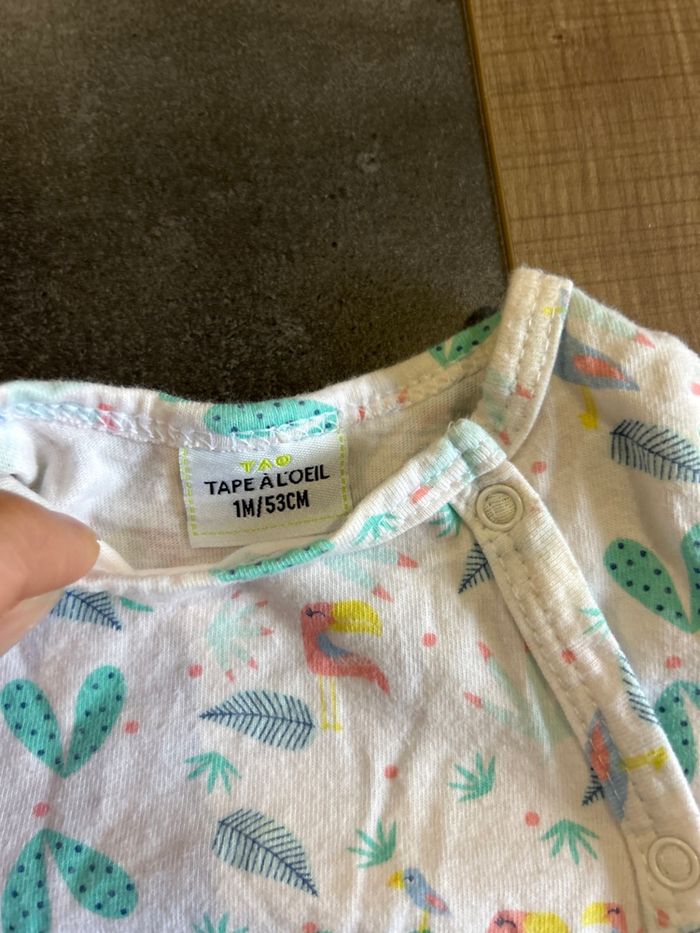 TAO
TAPE À L'OEIL
1M/53CM